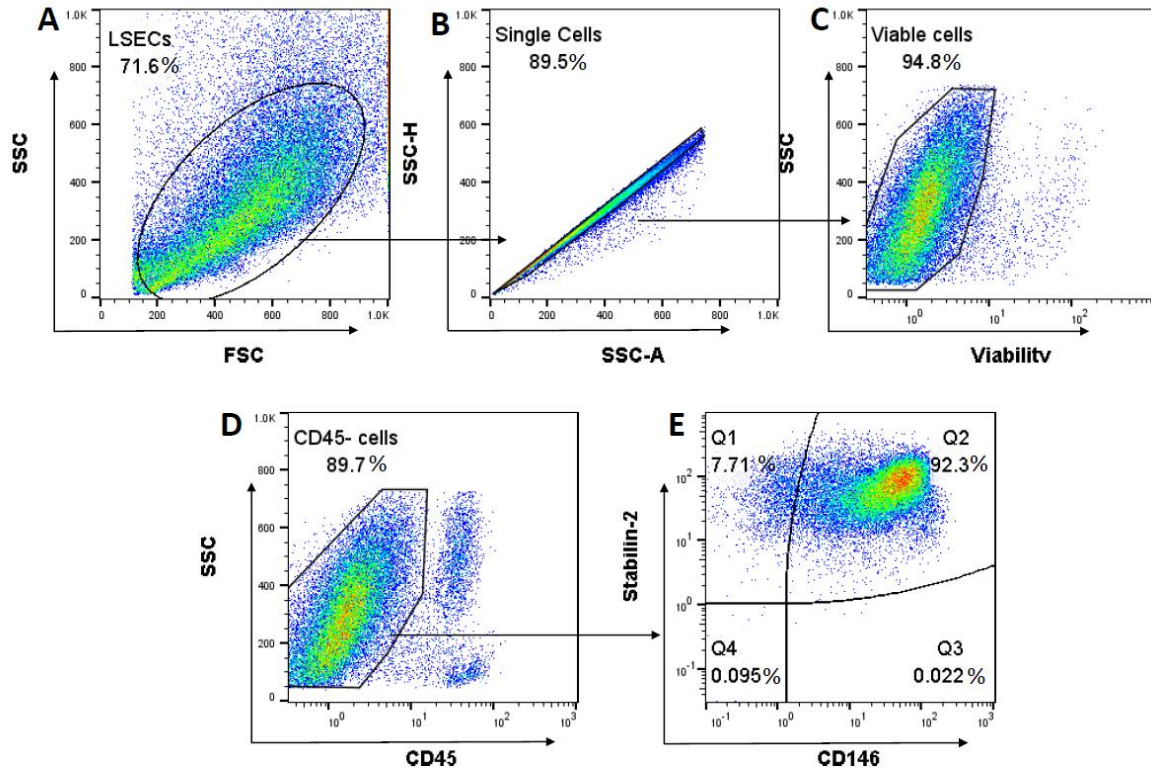 A
LSECs
71.6%
1.0K
800
600
400
200
0
0 200 400 600 800 1.0K
SSC
FSC
B
Single Cells
89.5%
1.0K
800
600
400
200
0
0 200 400 600 800 1.0K
SSC-H
SSC-A
C
Viable cells
94.8%
1.0K
800
600
400
200
0
10^0 10^1 10^2
SSC
Viability
D
CD45- cells
89.7%
1.0K
800
600
400
200
0
10^0 10^1 10^2 10^3
SSC
CD45
E
Q1
7.71 %
Q2
92.3%
Q4
0.095%
Q3
0.022 %
10^2
10^1
10^0
10^-1
10^-1 10^0 10^1 10^2 10^3
Stabilin-2
CD146